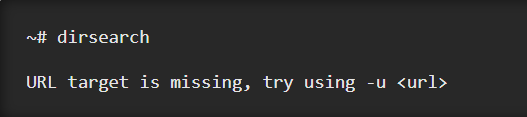 ~# dirsearch
URL target is missing, try using -u <url>